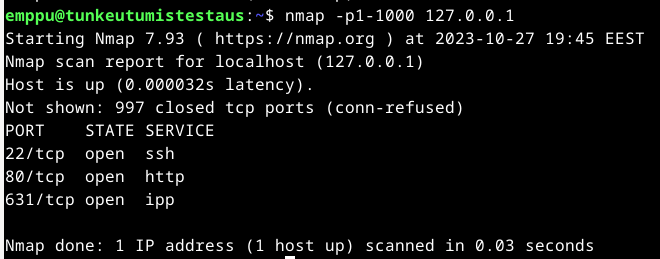 emppu@tunkeutumistestaus:~$ nmap -p1-1000 127.0.0.1
Starting Nmap 7.93 ( https://nmap.org ) at 2023-10-27 19:45 EEST
Nmap scan report for localhost (127.0.0.1)
Host is up (0.000032s latency).
Not shown: 997 closed tcp ports (conn-refused)
PORT    STATE SERVICE
22/tcp  open  ssh
80/tcp  open  http
631/tcp open  ipp
Nmap done: 1 IP address (1 host up) scanned in 0.03 seconds